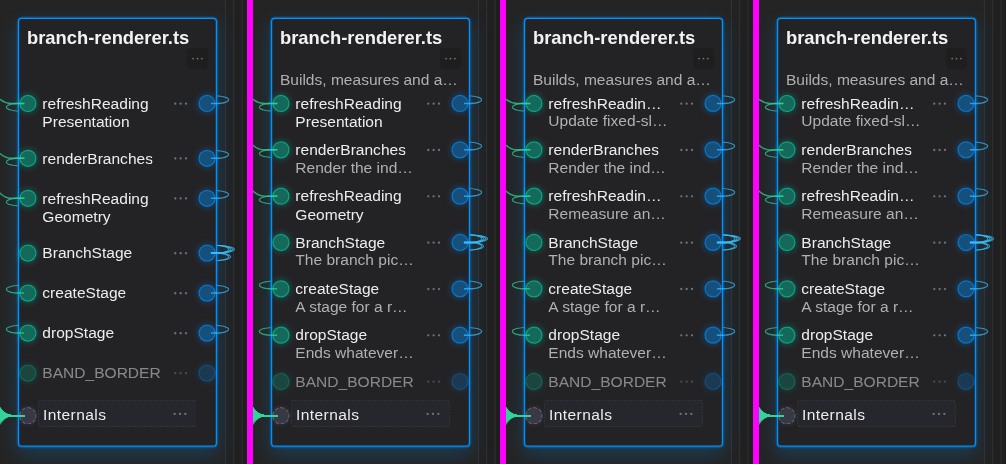 branch-renderer.ts
...
refreshReading ...
Presentation
renderBranches ...
refreshReading ...
Geometry
BranchStage ...
createStage ...
dropStage ...
BAND_BORDER ...
Internals ...
branch-renderer.ts
...
Builds, measures and a...
refreshReading ...
Presentation
renderBranches ...
Render the ind...
refreshReading ...
Geometry
BranchStage ...
The branch pic...
createStage ...
A stage for a r...
dropStage ...
Ends whatever...
BAND_BORDER ...
Internals ...
branch-renderer.ts
...
Builds, measures and a...
refreshReadin... ...
Update fixed-sl...
renderBranches ...
Render the ind...
refreshReadin... ...
Remeasure an...
BranchStage ...
The branch pic...
createStage ...
A stage for a r...
dropStage ...
Ends whatever...
BAND_BORDER ...
Internals ...
branch-renderer.ts
...
Builds, measures and a...
refreshReadin... ...
Update fixed-sl...
renderBranches ...
Render the ind...
refreshReadin... ...
Remeasure an...
BranchStage ...
The branch pic...
createStage ...
A stage for a r...
dropStage ...
Ends whatever...
BAND_BORDER ...
Internals ...